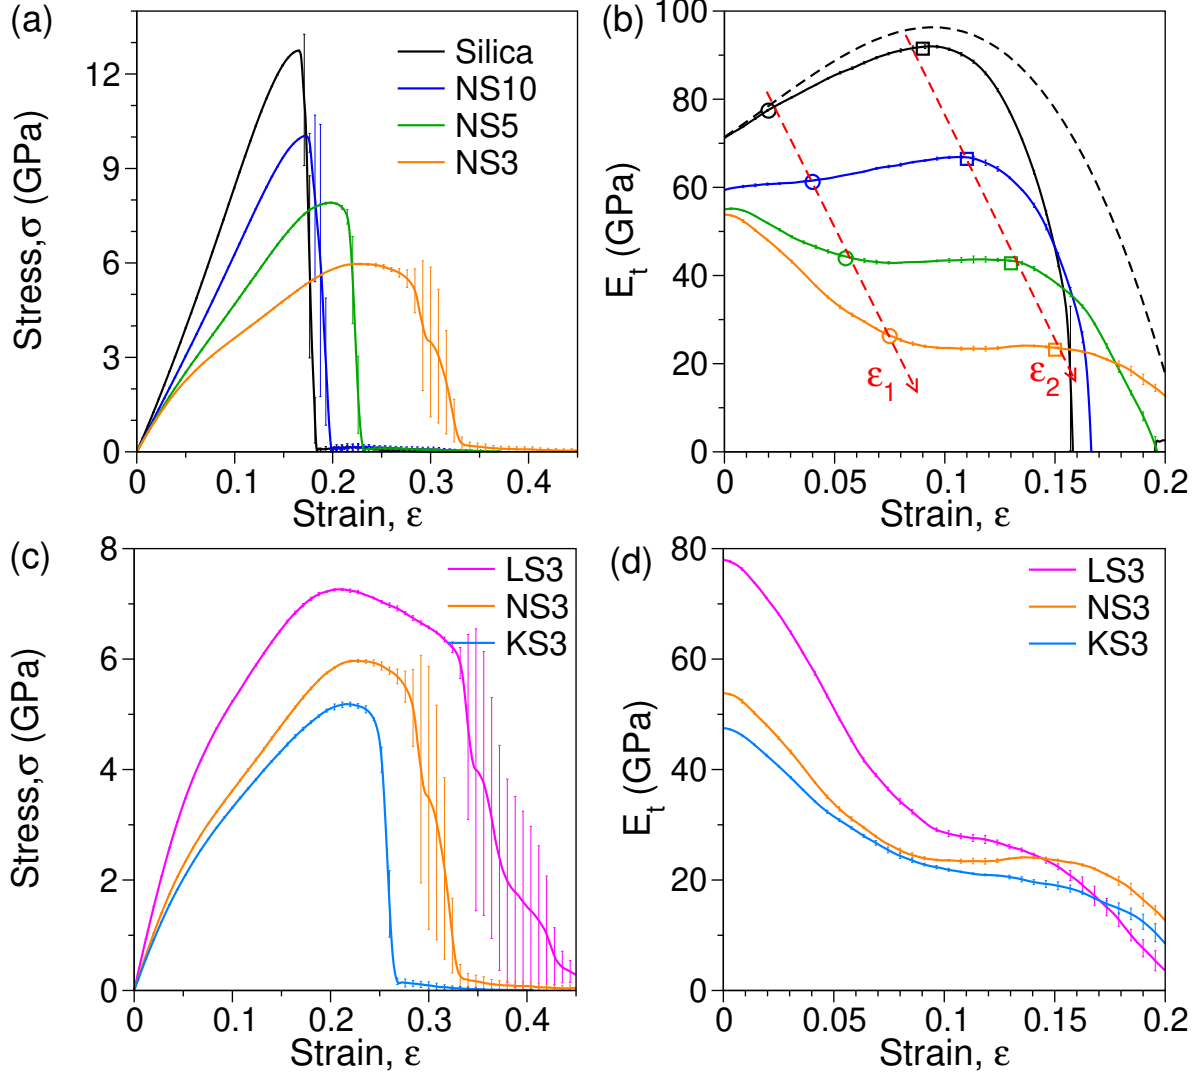 (a)
Stress,σ (GPa)
12
9
6
3
0
Silica
NS10
NS5
NS3
0 0.1 0.2 0.3 0.4
Strain, ε
(b)
Eₜ (GPa)
100
80
60
40
20
0
ε₁
ε₂
0 0.05 0.1 0.15 0.2
Strain, ε
(c)
Stress,σ (GPa)
8
6
4
2
0
LS3
NS3
KS3
0 0.1 0.2 0.3 0.4
Strain, ε
(d)
Eₜ (GPa)
80
60
40
20
0
LS3
NS3
KS3
0 0.05 0.1 0.15 0.2
Strain, ε